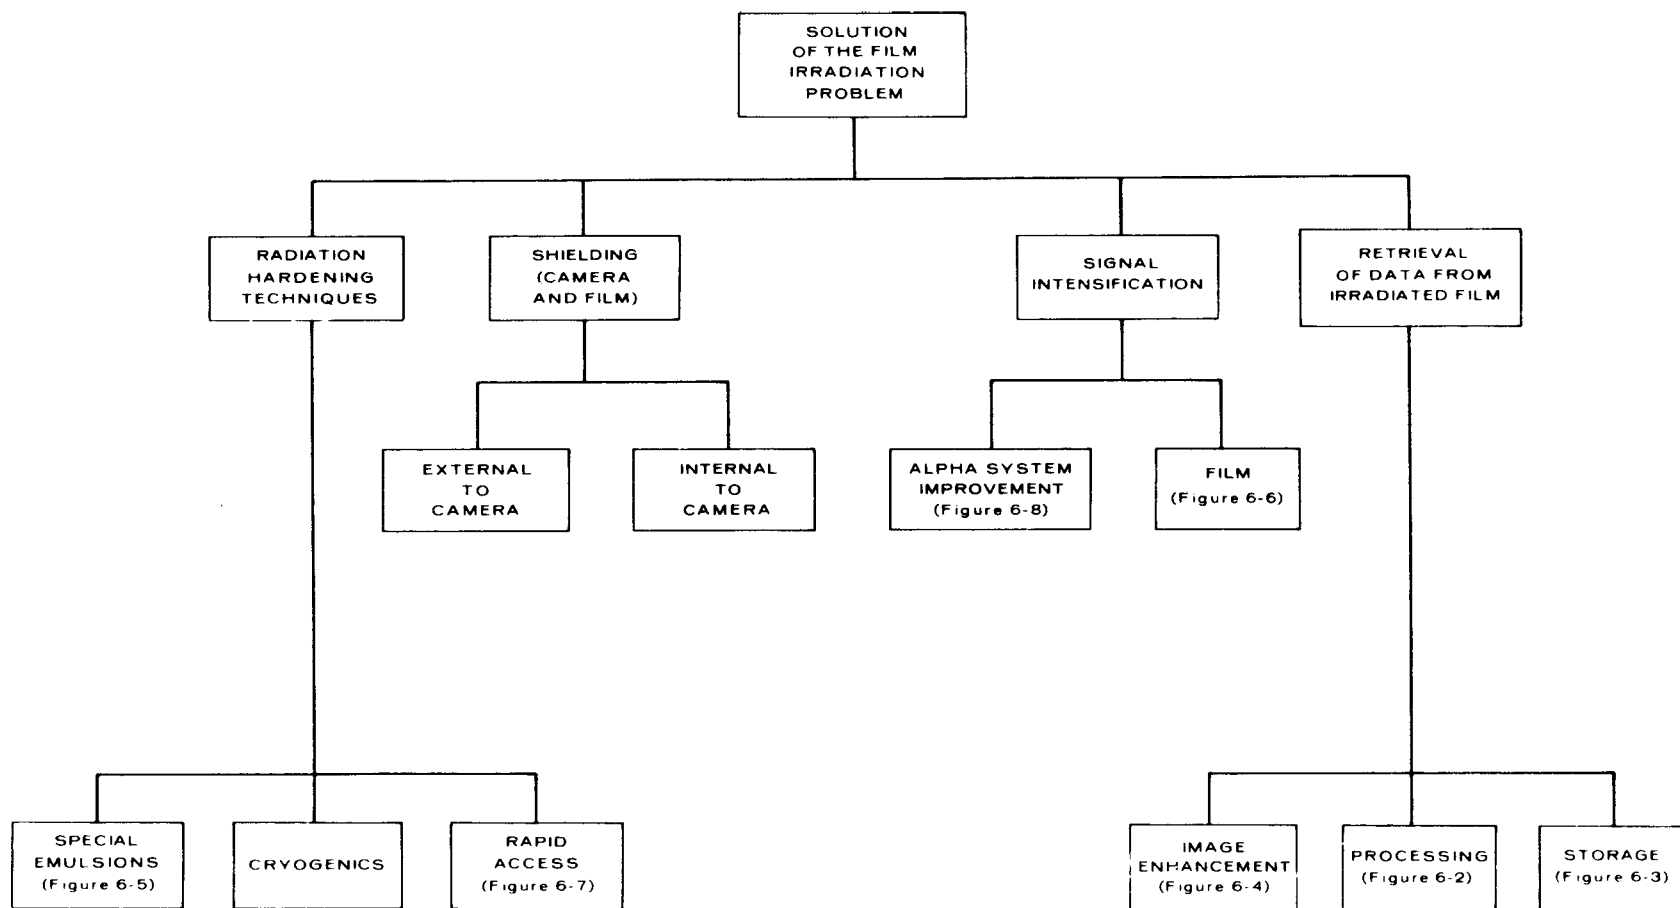 SOLUTION
OF THE FILM
IRRADIATION
PROBLEM
RADIATION
HARDENING
TECHNIQUES
SHIELDING
(CAMERA
AND FILM)
SIGNAL
INTENSIFICATION
RETRIEVAL
OF DATA FROM
IRRADIATED FILM
EXTERNAL
TO
CAMERA
INTERNAL
TO
CAMERA
ALPHA SYSTEM
IMPROVEMENT
(Figure 6-8)
FILM
(Figure 6-6)
SPECIAL
EMULSIONS
(Figure 6-5)
CRYOGENICS
RAPID
ACCESS
(Figure 6-7)
IMAGE
ENHANCEMENT
(Figure 6-4)
PROCESSING
(Figure 6-2)
STORAGE
(Figure 6-3)